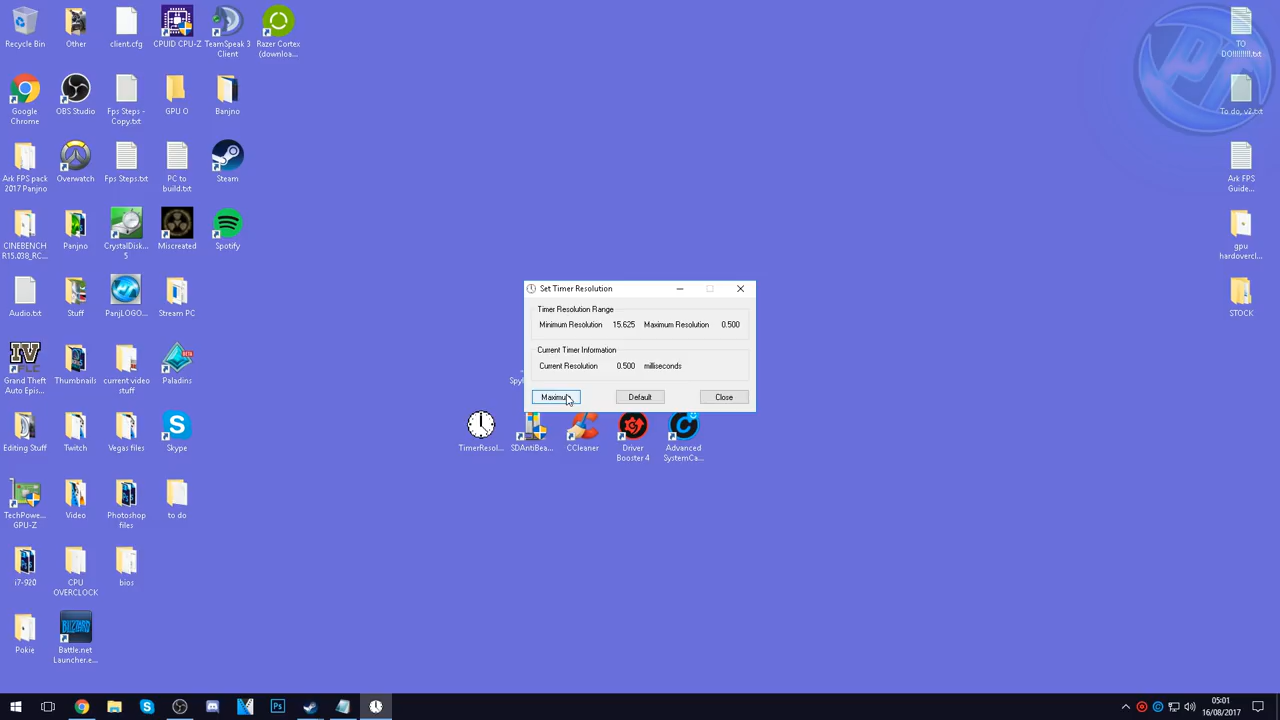 Recycle Bin
Other
client.cfg
CPUID CPU-Z
TeamSpeak 3
Client
Razer Cortex
(downloa...
TO
DO!!!!!!!!!.txt
Google
Chrome
OBS Studio
Fps Steps -
Copy.txt
GPU O
Banjno
To do, v2.txt
Ark FPS pack
2017 Panjno
Overwatch
Fps Steps.txt
PC to
build.txt
Steam
Ark FPS
Guide...
CINEBENCH
R15.038_RC...
Panjno
CrystalDisk...
5
Miscreated
Spotify
gpu
hardovercl...
Audio.txt
Stuff
PanjLOGO...
Stream PC
STOCK
Set Timer Resolution
Timer Resolution Range
Minimum Resolution 15.625 Maximum Resolution 0.500
Current Timer Information
Current Resolution 0.500 milliseconds
Maximum
Default
Close
Grand Theft
Auto Epis...
Thumbnails
current video
stuff
BETA
Paladins
Editing Stuff
Twitch
Vegas files
Skype
TimerResol...
SDAntiBea...
CCleaner
Driver
Booster 4
Advanced
SystemCa...
TechPowe...
GPU-Z
Video
Photoshop
files
to do
i7-920
CPU
OVERCLOCK
bios
Pokie
BLIZZARD
Battle.net
Launcher.e...
05:01
16/08/2017